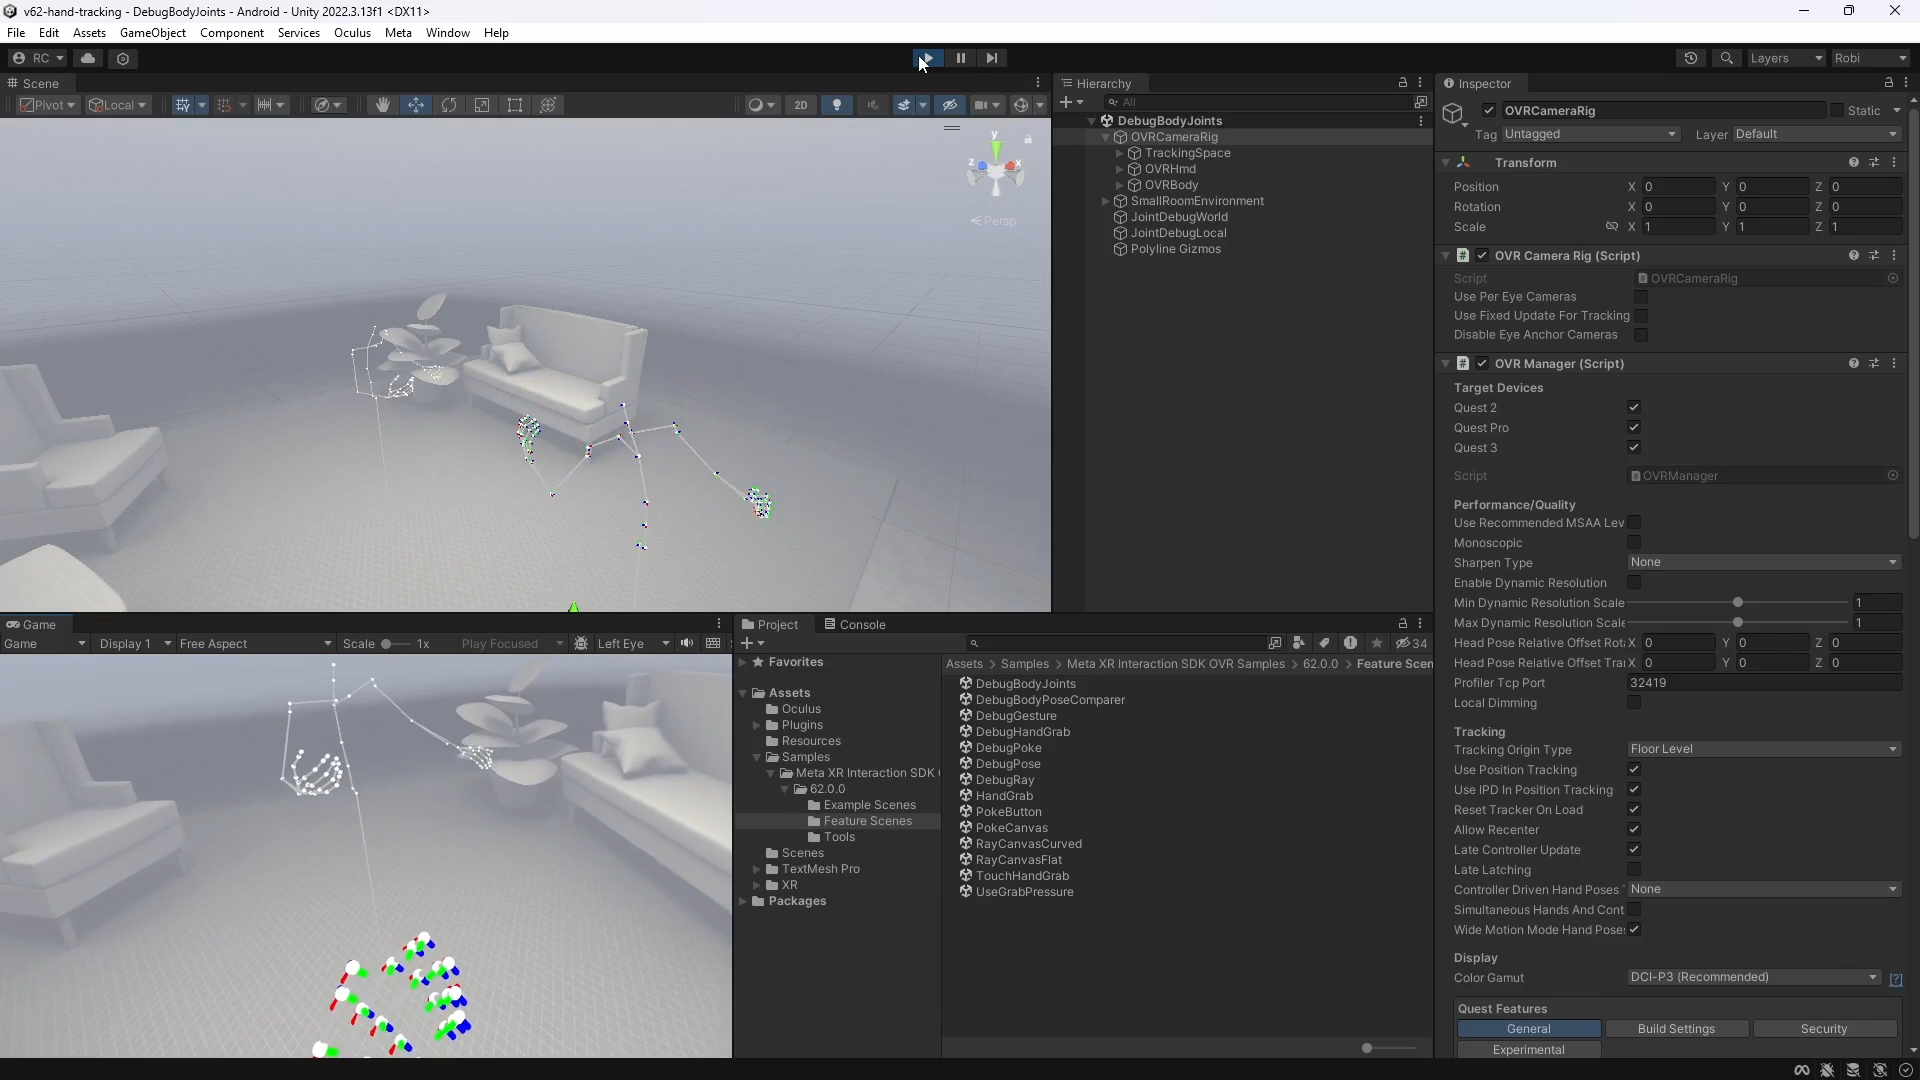 v62-hand-tracking - DebugBodyJoints - Android - Unity 2022.3.13f1 <DX11>
File Edit Assets GameObject Component Services Oculus Meta Window Help
RC Layers Robi
Scene
Pivot Local 2D
y
z x
Persp
Hierarchy
All
DebugBodyJoints
OVRCameraRig
TrackingSpace
OVRHmd
OVRBody
SmallRoomEnvironment
JointDebugWorld
JointDebugLocal
Polyline Gizmos
Inspector
OVRCameraRig Static
Tag Untagged Layer Default
Transform
Position X 0 Y 0 Z 0
Rotation X 0 Y 0 Z 0
Scale X 1 Y 1 Z 1
OVR Camera Rig (Script)
Script OVRCameraRig
Use Per Eye Cameras
Use Fixed Update For Tracking
Disable Eye Anchor Cameras
OVR Manager (Script)
Target Devices
Quest 2
Quest Pro
Quest 3
Script OVRManager
Performance/Quality
Use Recommended MSAA Lev
Monoscopic
Sharpen Type None
Enable Dynamic Resolution
Min Dynamic Resolution Scale 1
Max Dynamic Resolution Scale 1
Head Pose Relative Offset Rota X 0 Y 0 Z 0
Head Pose Relative Offset Tra X 0 Y 0 Z 0
Profiler Tcp Port 32419
Local Dimming
Tracking
Tracking Origin Type Floor Level
Use Position Tracking
Use IPD In Position Tracking
Reset Tracker On Load
Allow Recenter
Late Controller Update
Late Latching
Controller Driven Hand Poses None
Simultaneous Hands And Cont
Wide Motion Mode Hand Pose
Display
Color Gamut DCI-P3 (Recommended) [?]
Quest Features
General Build Settings Security
Experimental
Game
Game Display 1 Free Aspect Scale 1x Play Focused Left Eye
Project Console
34
Favorites
Assets
Oculus
Plugins
Resources
Samples
Meta XR Interaction SDK
62.0.0
Example Scenes
Feature Scenes
Tools
Scenes
TextMesh Pro
XR
Packages
Assets > Samples > Meta XR Interaction SDK OVR Samples > 62.0.0 > Feature Scen
DebugBodyJoints
DebugBodyPoseComparer
DebugGesture
DebugHandGrab
DebugPoke
DebugPose
DebugRay
HandGrab
PokeButton
PokeCanvas
RayCanvasCurved
RayCanvasFlat
TouchHandGrab
UseGrabPressure